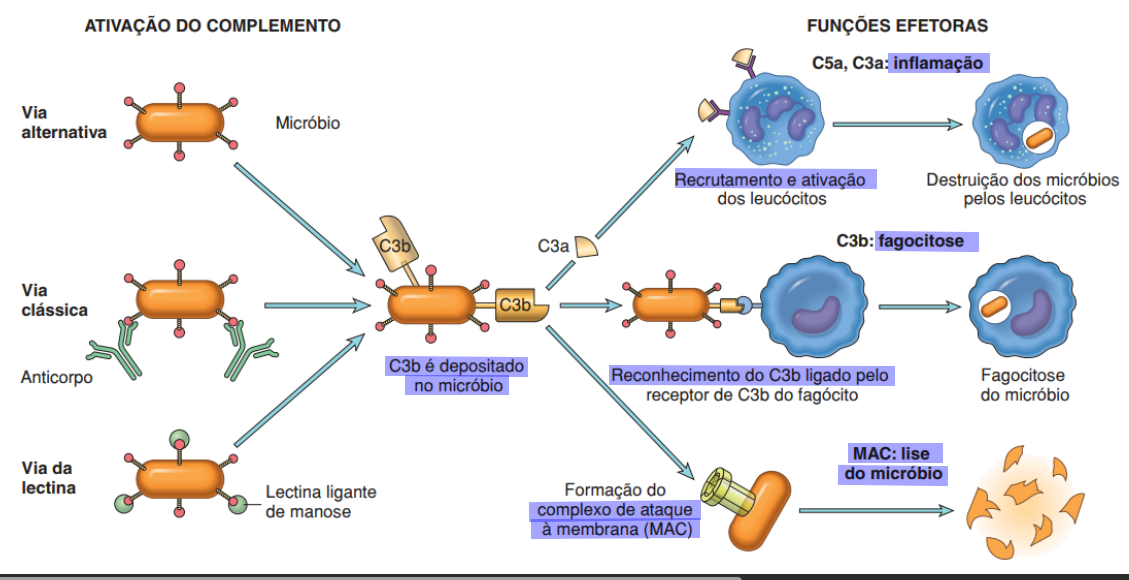 ATIVAÇÃO DO COMPLEMENTO
FUNÇÕES EFETORAS
C5a, C3a: inflamação
Via
alternativa
Micróbio
Recrutamento e ativação
dos leucócitos
Destruição dos micróbios
pelos leucócitos
C3b
C3a
C3b: fagocitose
Via
clássica
C3b
Anticorpo
C3b é depositado
no micróbio
Reconhecimento do C3b ligado pelo
receptor de C3b do fagócito
Fagocitose
do micróbio
Via da
lectina
Lectina ligante
de manose
Formação do
complexo de ataque
à membrana (MAC)
MAC: lise
do micróbio